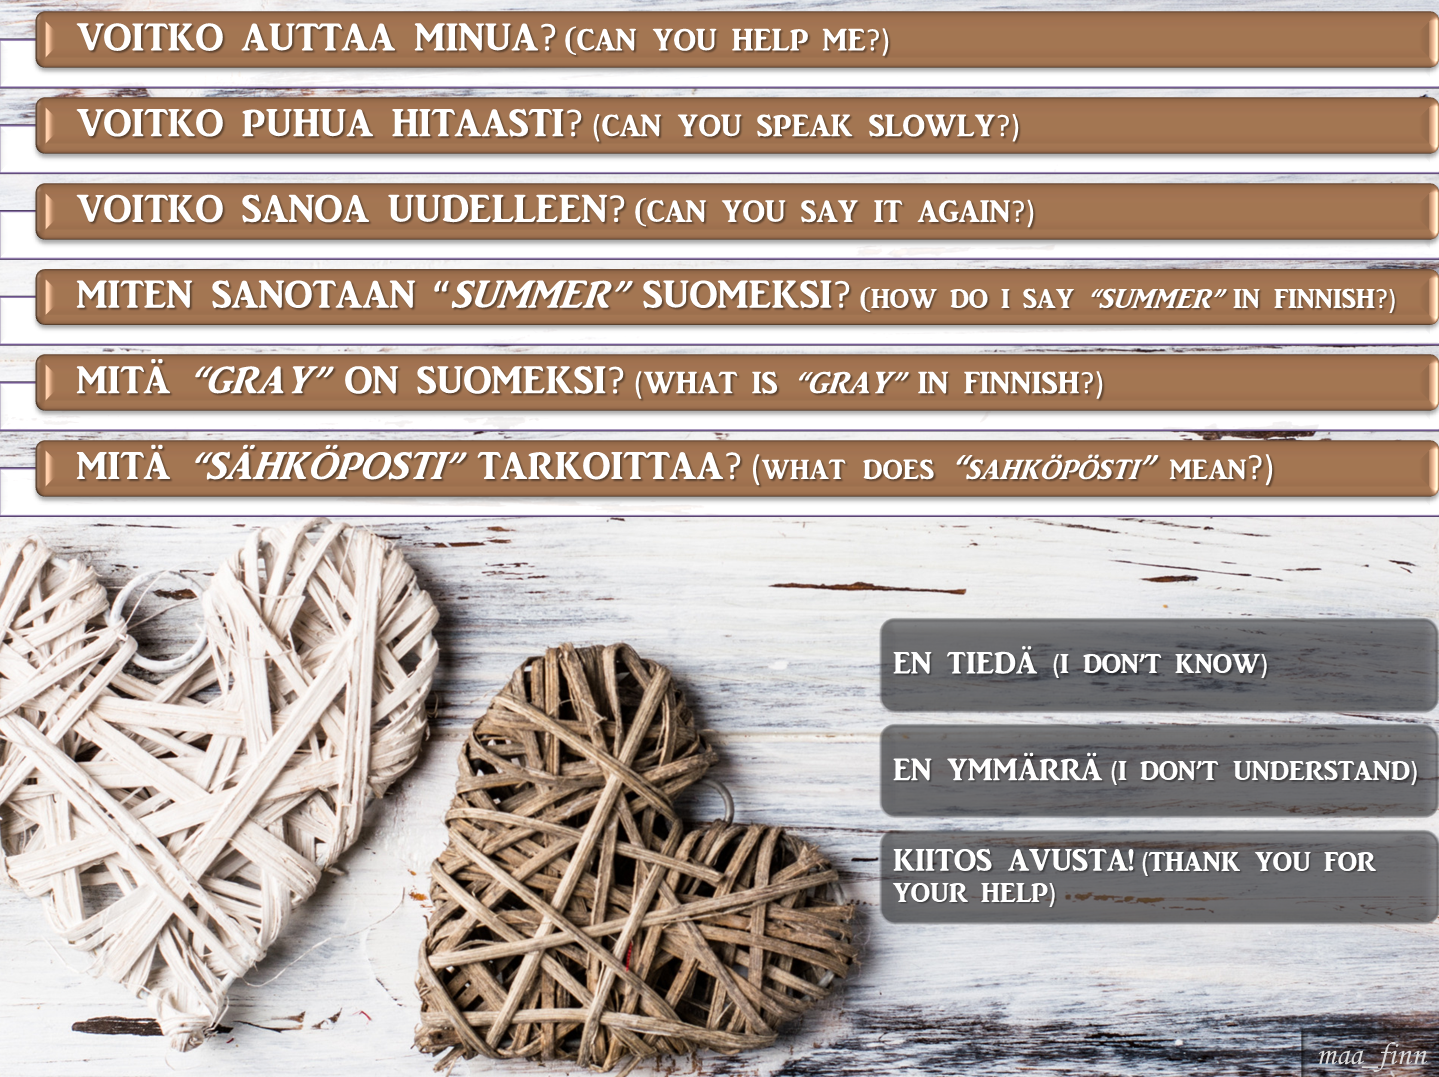 VOITKO AUTTAA MINUA? (CAN YOU HELP ME?)
VOITKO PUHUA HITAASTI? (CAN YOU SPEAK SLOWLY?)
VOITKO SANOA UUDELLEEN? (CAN YOU SAY IT AGAIN?)
MITEN SANOTAAN “SUMMER” SUOMEKSI? (HOW DO I SAY “SUMMER” IN FINNISH?)
MITÄ “GRAY” ON SUOMEKSI? (WHAT IS “GRAY” IN FINNISH?)
MITÄ “SÄHKÖPOSTI” TARKOITTAA? (WHAT DOES “SAHKÖPÖSTI” MEAN?)
EN TIEDÄ (I DON'T KNOW)
EN YMMÄRRÄ (I DON'T UNDERSTAND)
KIITOS AVUSTA! (THANK YOU FOR
YOUR HELP)
maa_finn